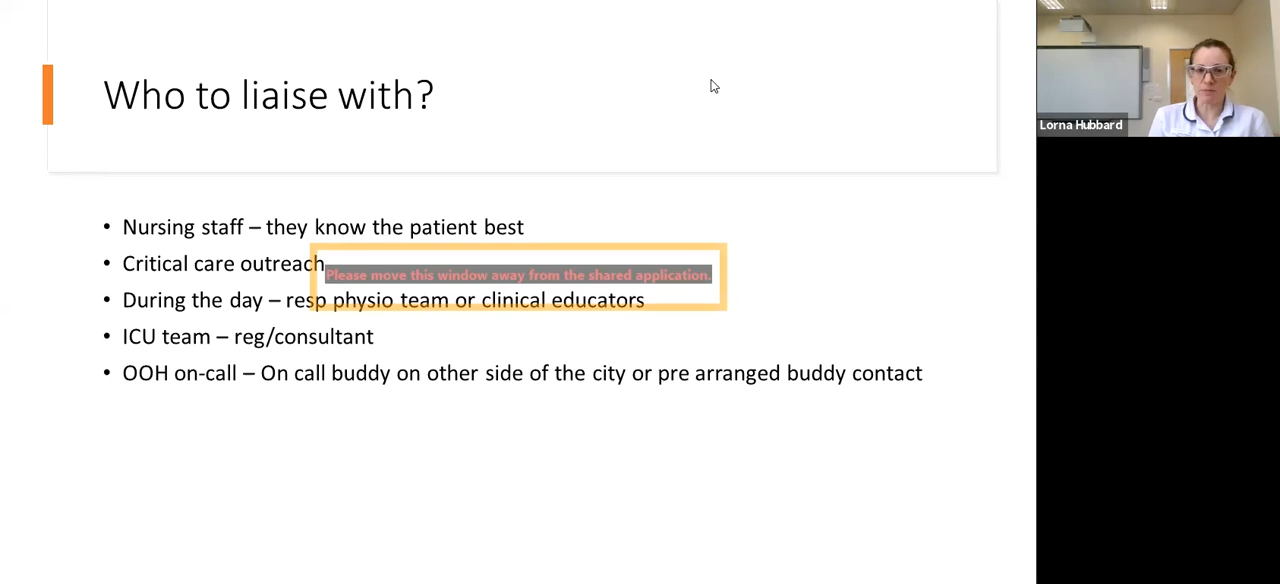 Who to liaise with?
Lorna Hubbard
• Nursing staff – they know the patient best
• Critical care outreach
Please move this window away from the shared application.
• During the day – resp physio team or clinical educators
• ICU team – reg/consultant
• OOH on-call – On call buddy on other side of the city or pre arranged buddy contact